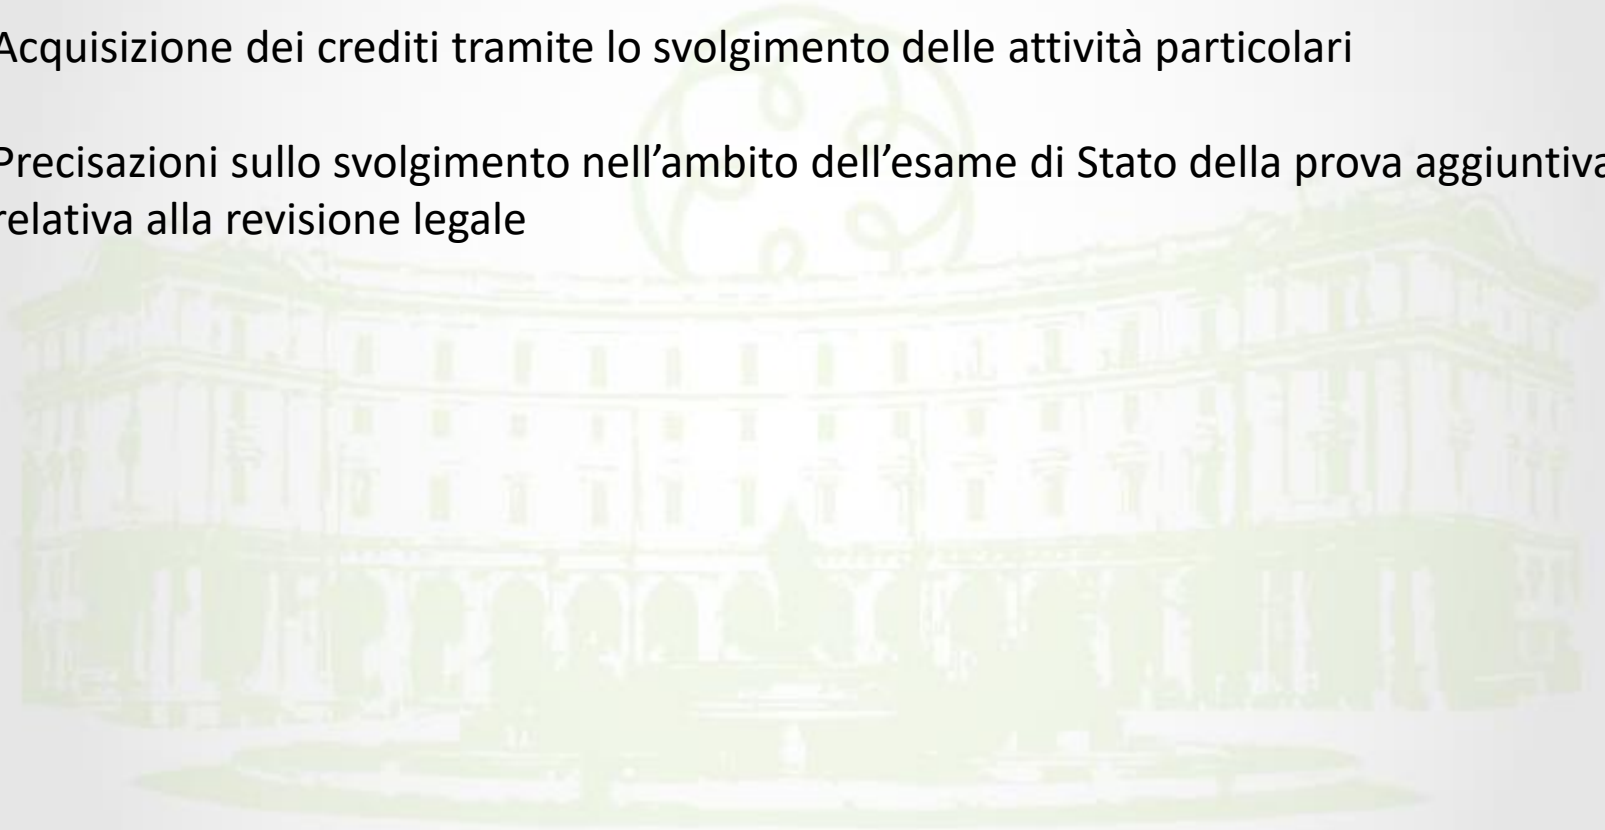 Acquisizione dei crediti tramite lo svolgimento delle attività particolari
Precisazioni sullo svolgimento nell’ambito dell’esame di Stato della prova aggiuntiva
relativa alla revisione legale